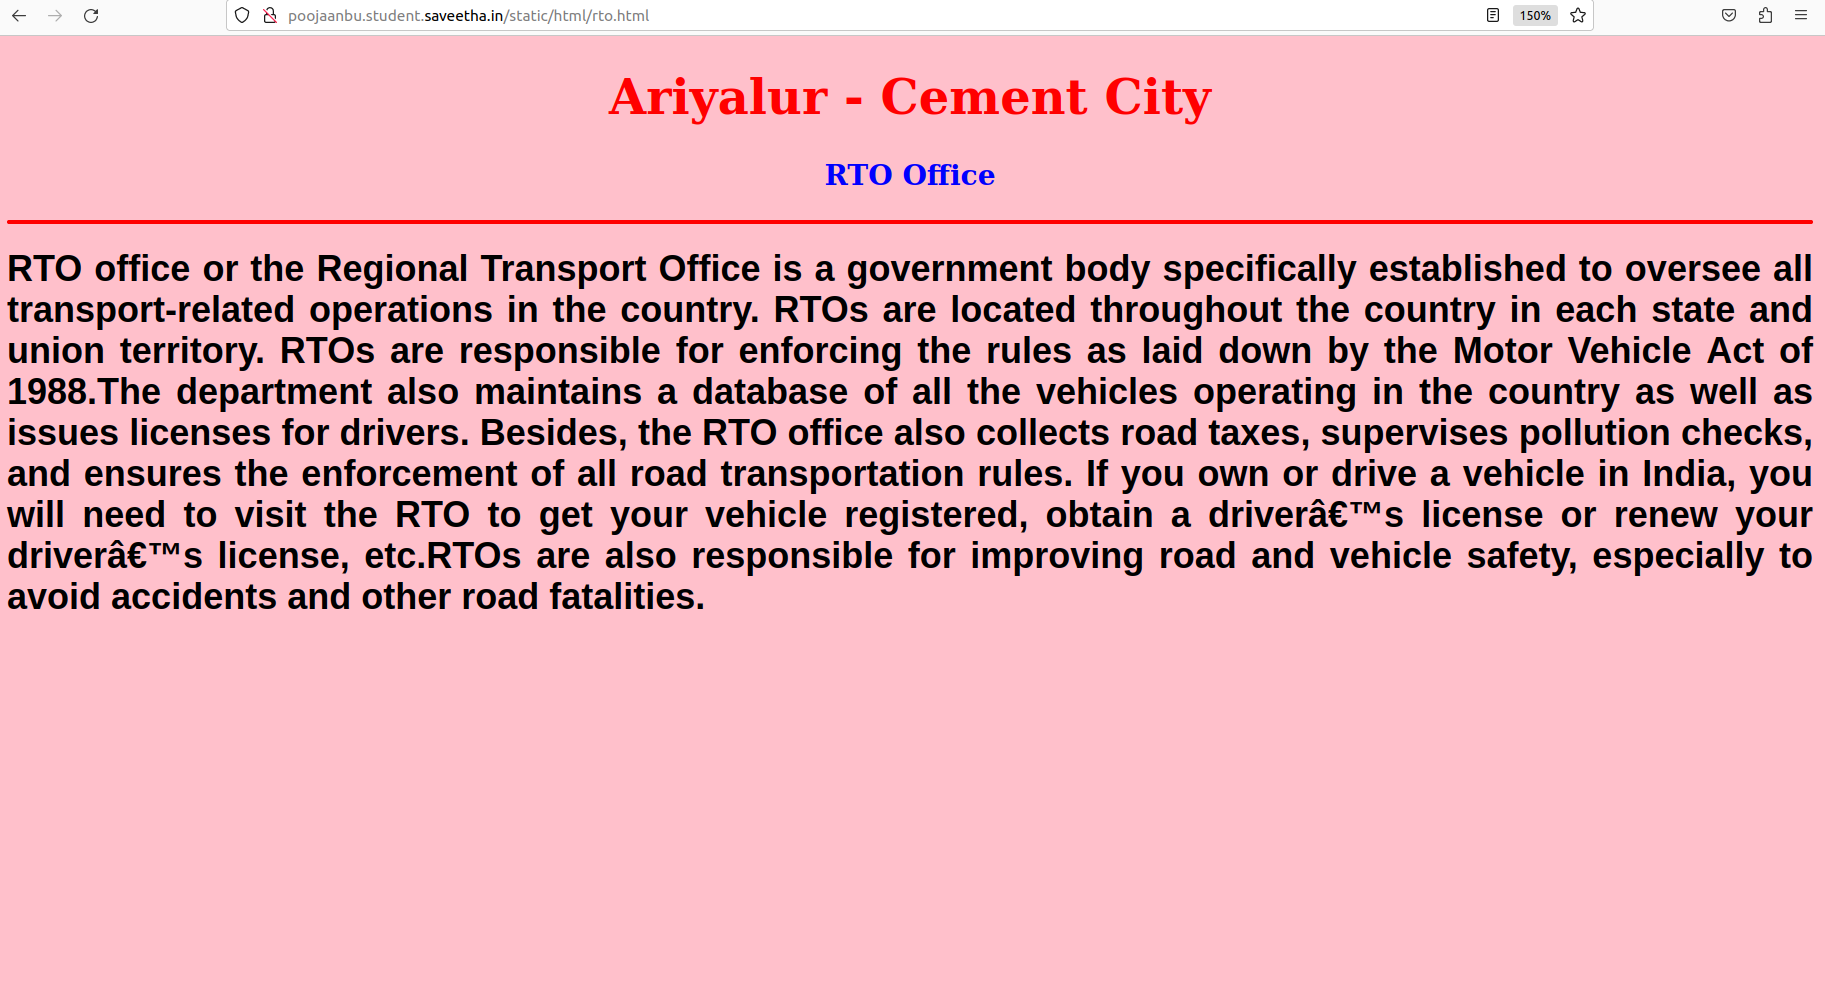 poojaanbu.student.saveetha.in/static/html/rto.html
150%
Ariyalur - Cement City
RTO Office
RTO office or the Regional Transport Office is a government body specifically established to oversee all
transport-related operations in the country. RTOs are located throughout the country in each state and
union territory. RTOs are responsible for enforcing the rules as laid down by the Motor Vehicle Act of
1988.The department also maintains a database of all the vehicles operating in the country as well as
issues licenses for drivers. Besides, the RTO office also collects road taxes, supervises pollution checks,
and ensures the enforcement of all road transportation rules. If you own or drive a vehicle in India, you
will need to visit the RTO to get your vehicle registered, obtain a driverâ€™s license or renew your
driverâ€™s license, etc.RTOs are also responsible for improving road and vehicle safety, especially to
avoid accidents and other road fatalities.